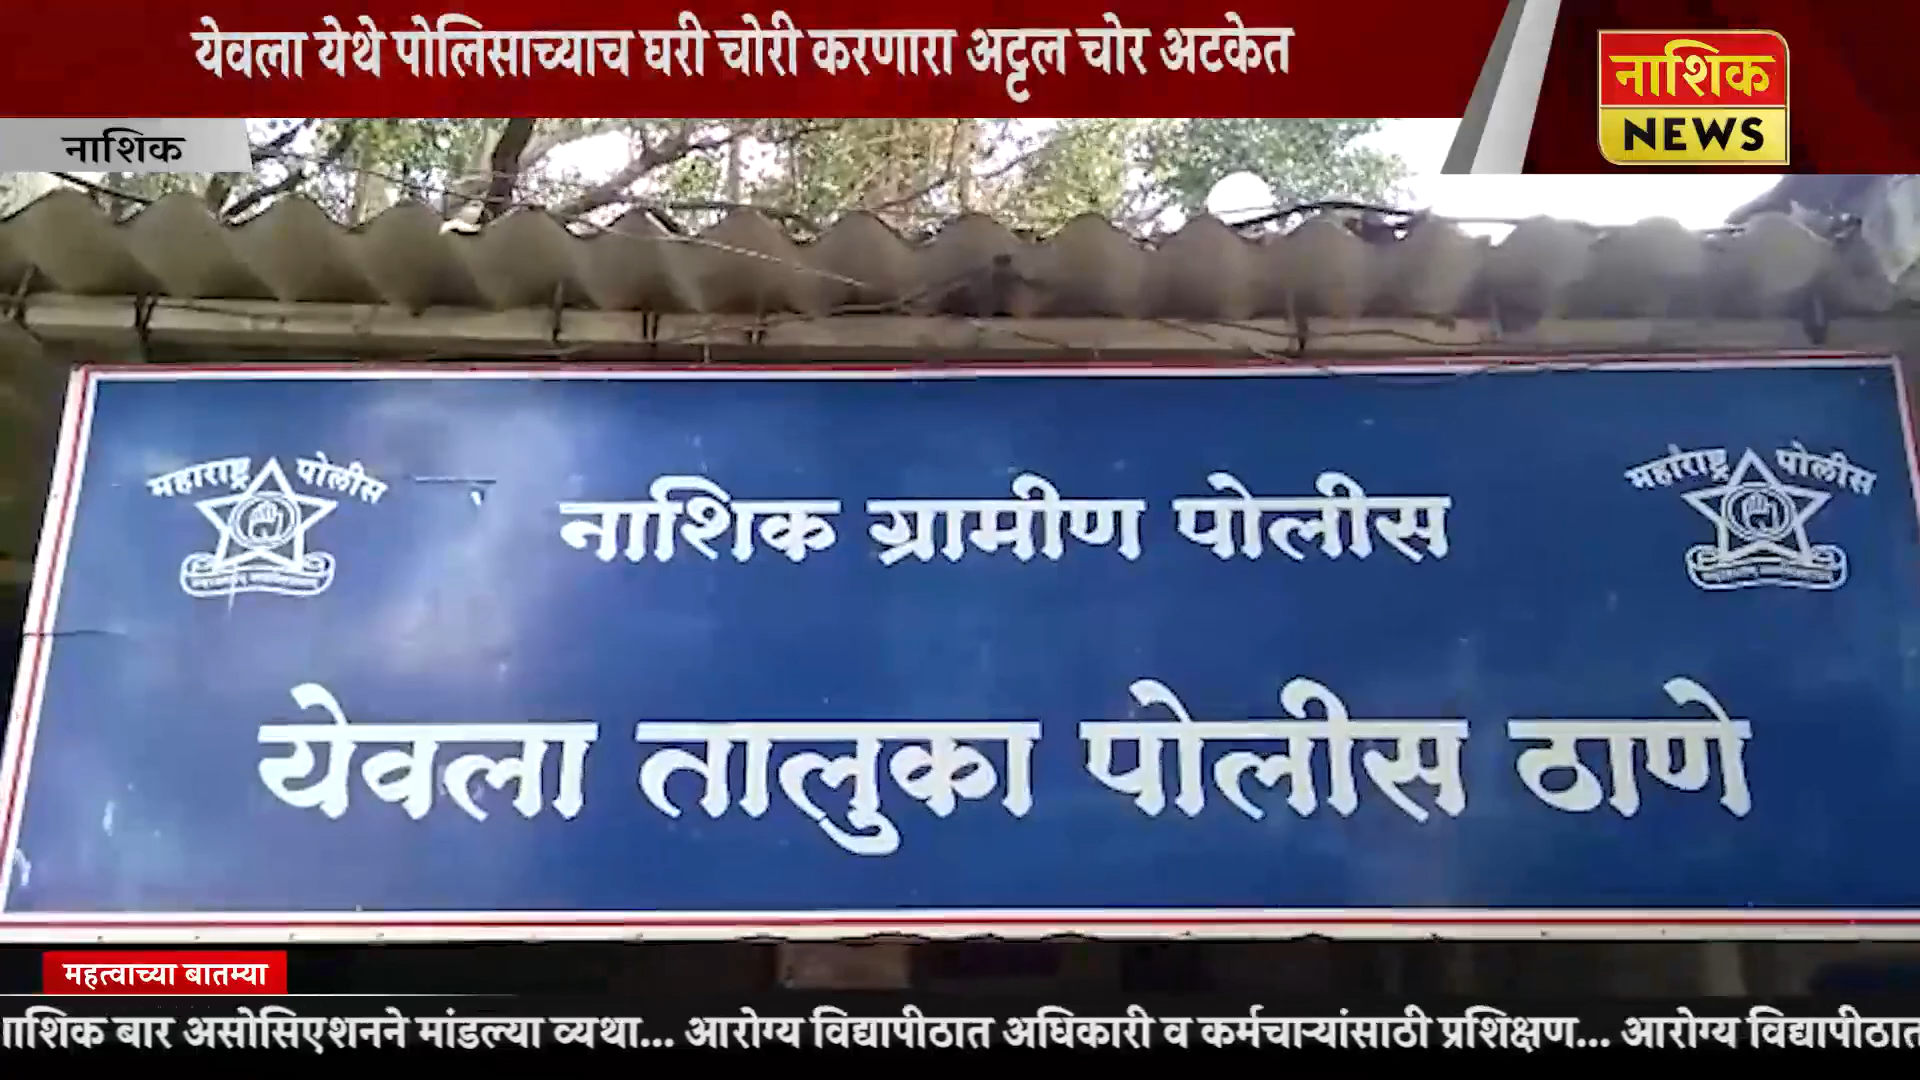 येवला येथे पोलिसाच्याच घरी चोरी करणारा अट्टल चोर अटकेत
नाशिक
NEWS
नाशिक
महाराष्ट्र पोलीस
महाराष्ट्र पोलीस
नाशिक ग्रामीण पोलीस
येवला तालुका पोलीस ठाणे
महत्वाच्या बातम्या
ाशिक बार असोसिएशनने मांडल्या व्यथा... आरोग्य विद्यापीठात अधिकारी व कर्मचाऱ्यांसाठी प्रशिक्षण... आरोग्य विद्यापीठात